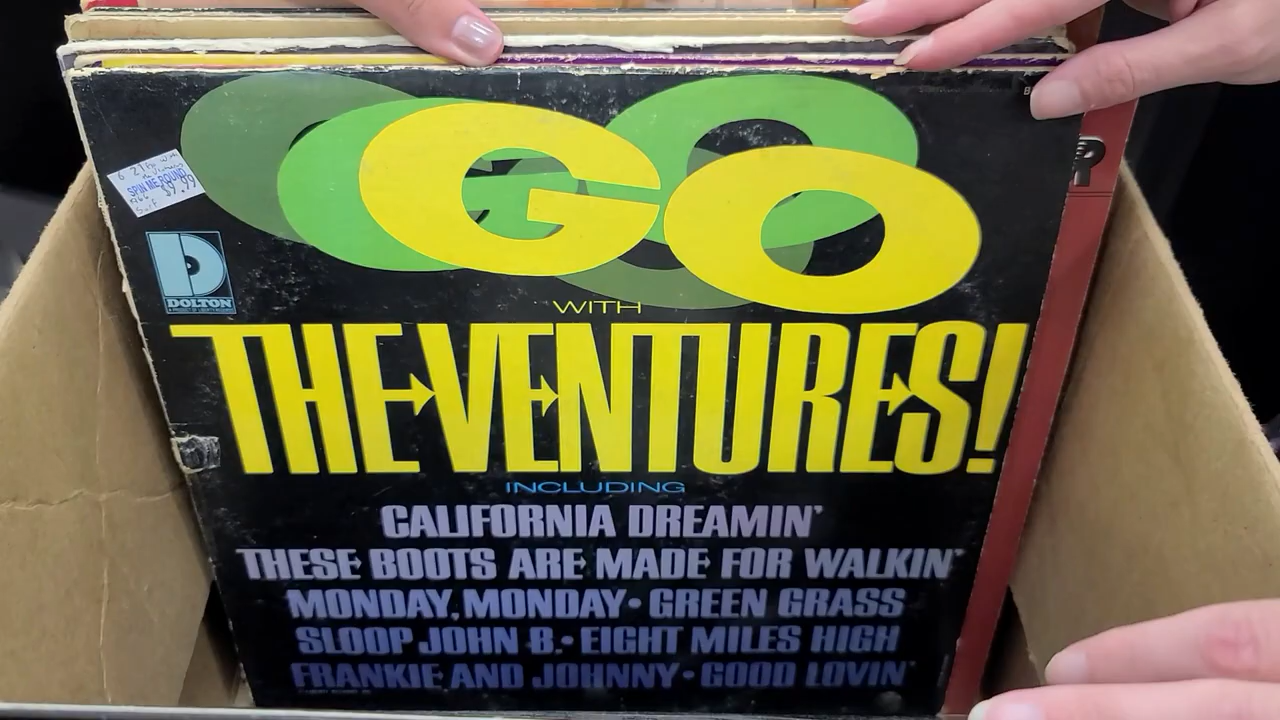 GO
WITH
THE VENTURES!
SPIN ME ROUND
DOLTON
INCLUDING
CALIFORNIA DREAMIN'
THESE BOOTS ARE MADE FOR WALKIN'
MONDAY, MONDAY • GREEN GRASS
SLOOP JOHN B. • EIGHT MILES HIGH
FRANKIE AND JOHNNY • GOOD LOVIN'